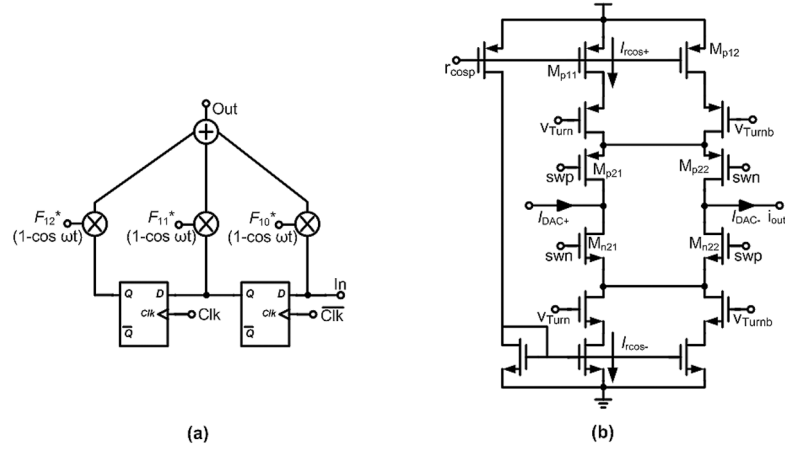 Out
F12*
(1-cos ωt)
F11*
(1-cos ωt)
F10*
(1-cos ωt)
In
Q D
Clk
Q
Clk
Q D
Clk
Q
Clk
(a)
rcosp
Ircos+
Mp11
Mp12
VTurn
VTurnb
swp
Mp21
Mp22
swn
IDAC+
IDAC-
iout
swn
Mn21
Mn22
swp
VTurn
VTurnb
Ircos-
(b)